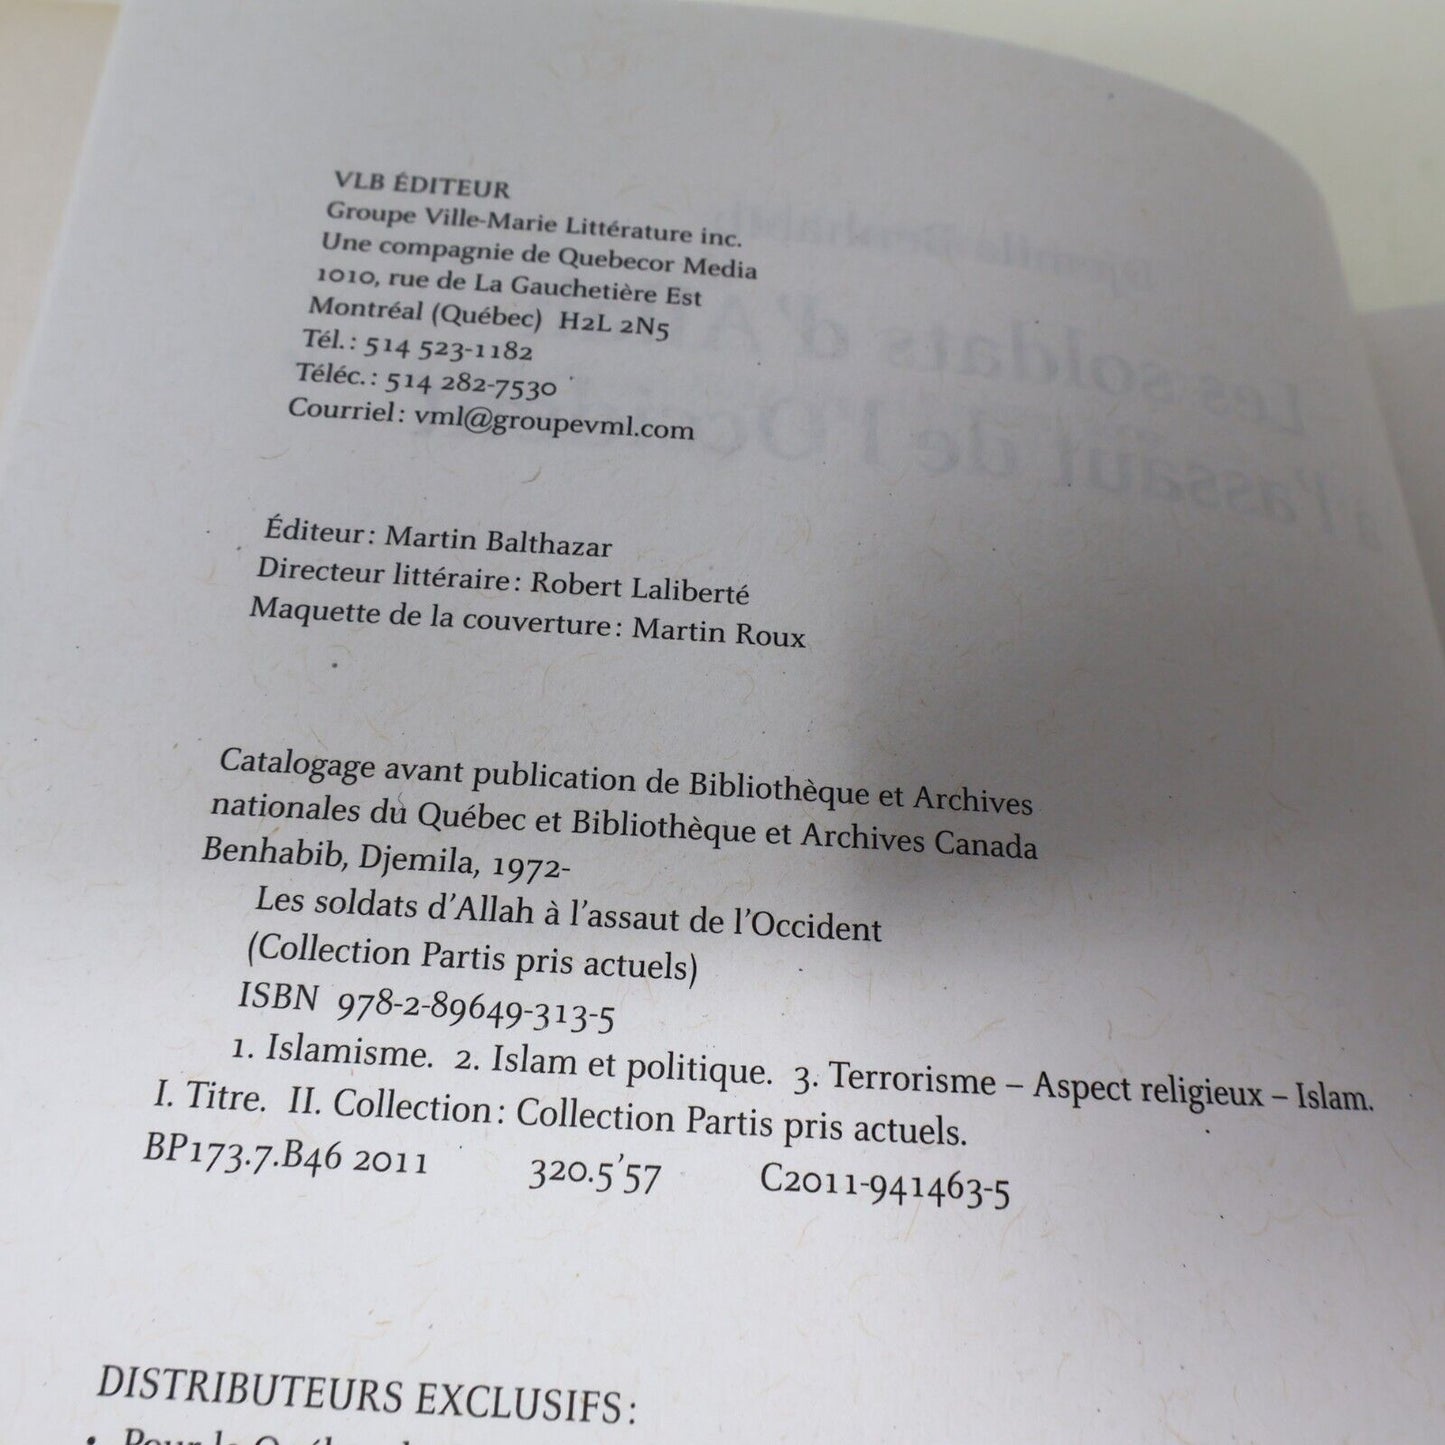 VLB ÉDITEUR
Groupe Ville-Marie Littérature inc.
Une compagnie de Quebecor Media
1010, rue de La Gauchetière Est
Montréal (Québec) H2L 2N5
Tél. : 514 523-1182
Téléc. : 514 282-7530
Courriel : vml@groupevml.com
Éditeur : Martin Balthazar
Directeur littéraire : Robert Laliberté
Maquette de la couverture : Martin Roux
Catalogage avant publication de Bibliothèque et Archives
nationales du Québec et Bibliothèque et Archives Canada
Benhabib, Djemila, 1972-
Les soldats d'Allah à l'assaut de l'Occident
(Collection Partis pris actuels)
ISBN 978-2-89649-313-5
1. Islamisme. 2. Islam et politique. 3. Terrorisme – Aspect religieux – Islam.
I. Titre. II. Collection : Collection Partis pris actuels.
BP173.7.B46 2011 320.5'57 C2011-941463-5
DISTRIBUTEURS EXCLUSIFS :
• Pour le